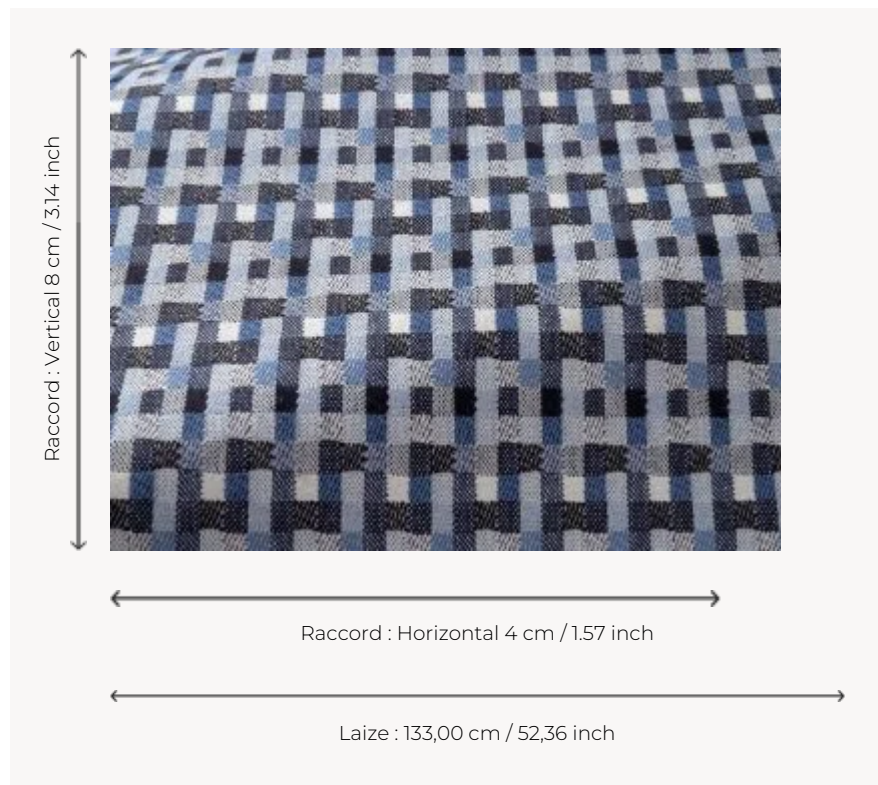 Raccord : Vertical 8 cm / 3.14 inch
Raccord : Horizontal 4 cm / 1.57 inch
Laize : 133,00 cm / 52,36 inch